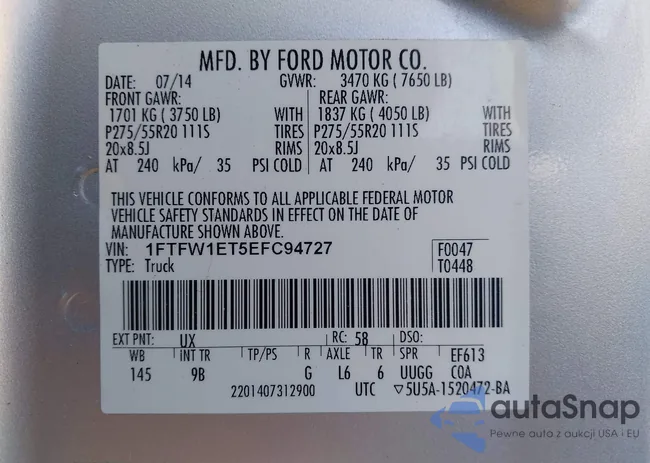 MFD. BY FORD MOTOR CO.
DATE: 07/14 GVWR: 3470 KG ( 7650 LB)
FRONT GAWR: REAR GAWR:
1701 KG ( 3750 LB) WITH 1837 KG ( 4050 LB) WITH
P275/55R20 111S TIRES P275/55R20 111S TIRES
20x8.5J RIMS 20x8.5J RIMS
AT 240 kPa/ 35 PSI COLD AT 240 kPa/ 35 PSI COLD
THIS VEHICLE CONFORMS TO ALL APPLICABLE FEDERAL MOTOR
VEHICLE SAFETY STANDARDS IN EFFECT ON THE DATE OF
MANUFACTURE SHOWN ABOVE.
VIN: 1FTFW1ET5EFC94727 F0047
TYPE: Truck T0448
EXT PNT: UX RC: 58 DSO:
WB INT TR TP/PS R AXLE TR SPR EF613
145 9B G L6 6 UUGG COA
2201407312900 UTC ▽5U5A-1520472-BA
autaSnap
Pewne auto z aukcji USA i EU